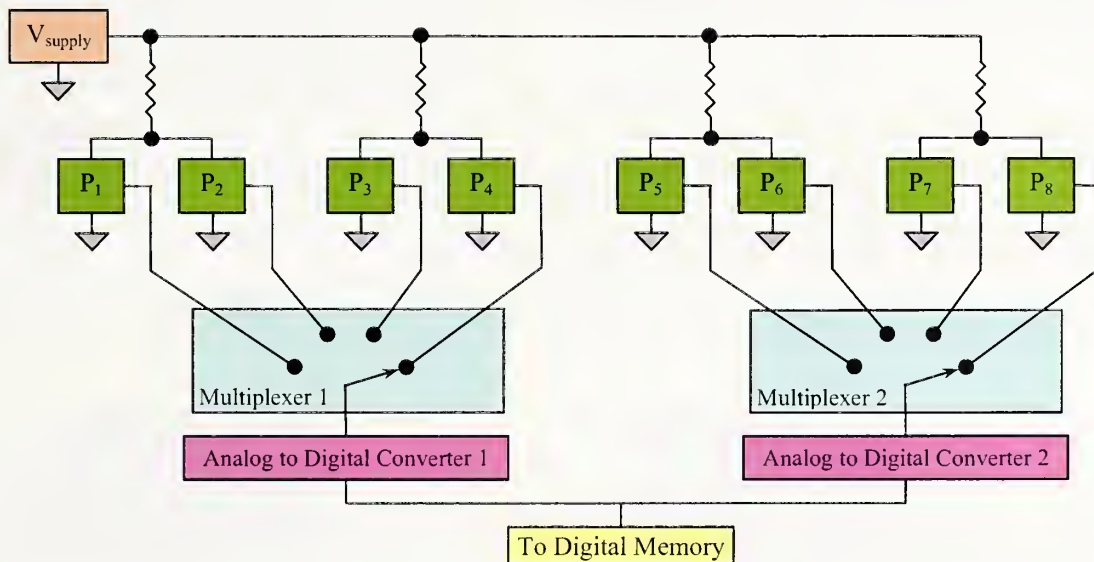 V_supply
P₁ P₂ P₃ P₄ P₅ P₆ P₇ P₈
Multiplexer 1 Multiplexer 2
Analog to Digital Converter 1 Analog to Digital Converter 2
To Digital Memory